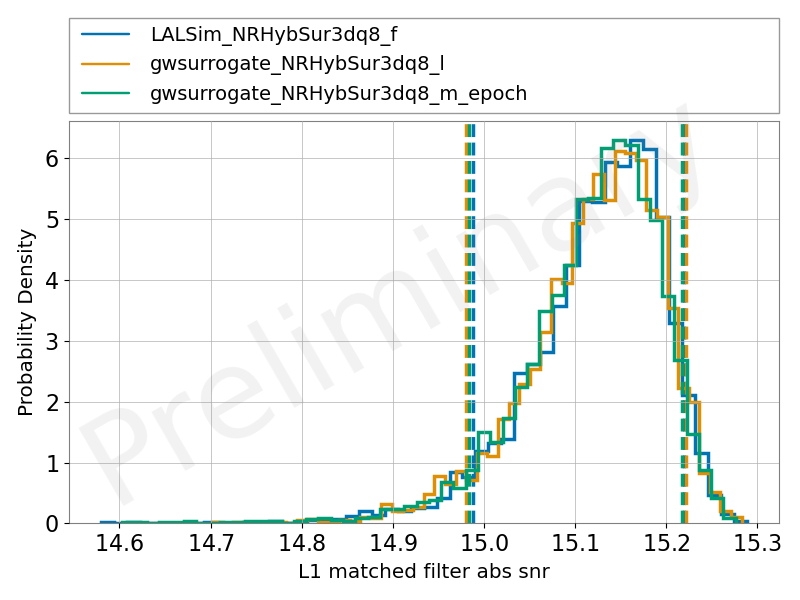 LALSim_NRHybSur3dq8_f
gwsurrogate_NRHybSur3dq8_l
gwsurrogate_NRHybSur3dq8_m_epoch
Preliminary
Probability Density
6
5
4
3
2
1
0
14.6 14.7 14.8 14.9 15.0 15.1 15.2 15.3
L1 matched filter abs snr